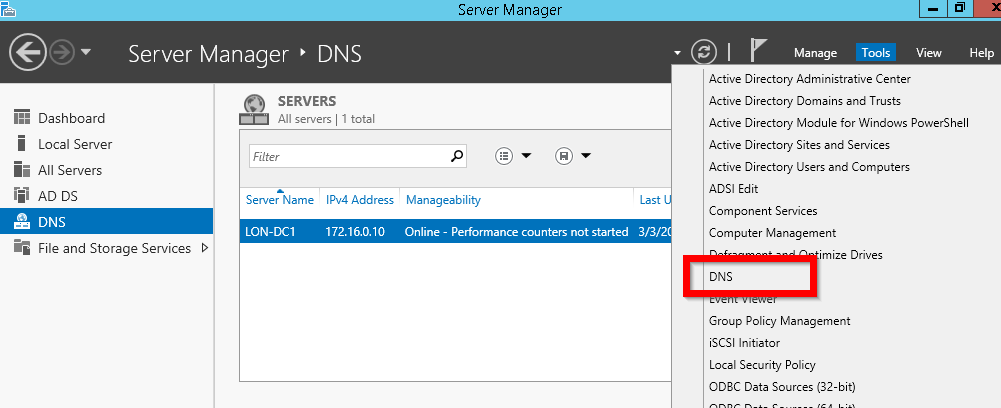 Server Manager
Server Manager ‣ DNS
Manage Tools View Help
Dashboard
Local Server
All Servers
AD DS
DNS
File and Storage Services
SERVERS
All servers | 1 total
Filter
Server Name IPv4 Address Manageability Last U
LON-DC1 172.16.0.10 Online - Performance counters not started 3/3/20
Active Directory Administrative Center
Active Directory Domains and Trusts
Active Directory Module for Windows PowerShell
Active Directory Sites and Services
Active Directory Users and Computers
ADSI Edit
Component Services
Computer Management
Defragment and Optimize Drives
DNS
Event Viewer
Group Policy Management
iSCSI Initiator
Local Security Policy
ODBC Data Sources (32-bit)
ODBC Data Sources (64-bit)